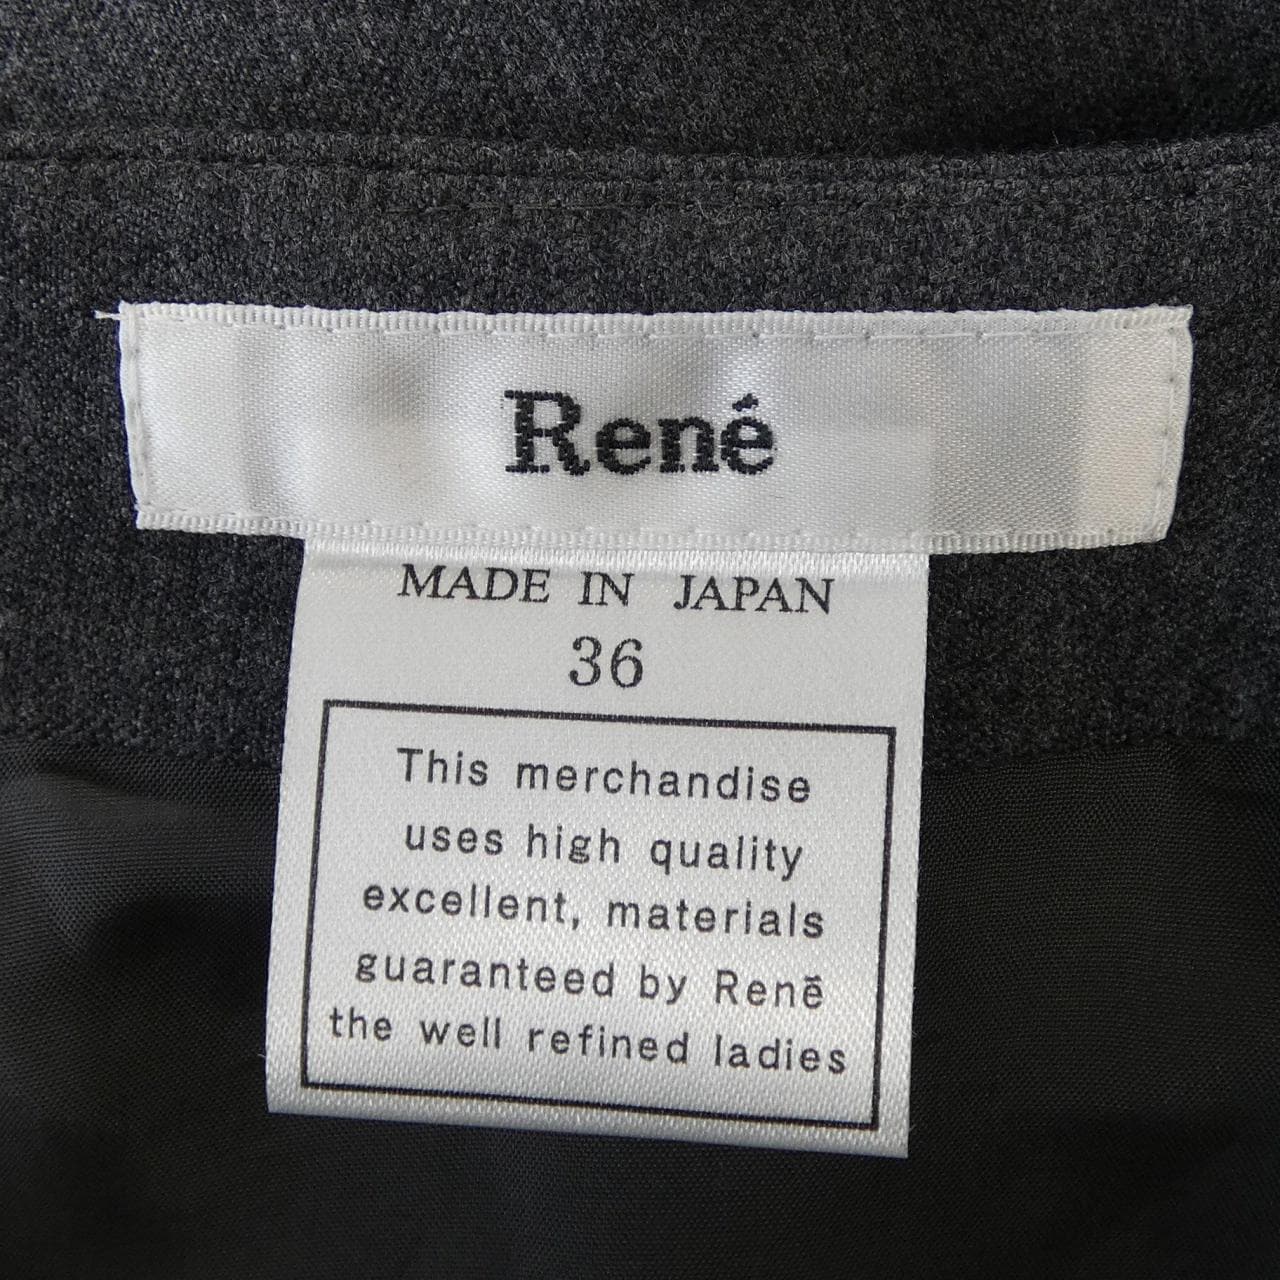 René
MADE IN JAPAN
36
This merchandise
uses high quality
excellent, materials
guaranteed by Renē
the well refined ladies